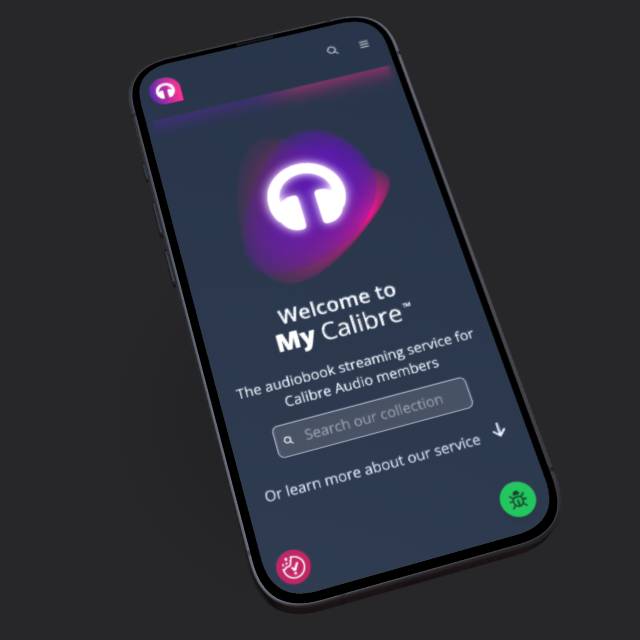 Welcome to
My Calibre™
The audiobook streaming service for
Calibre Audio members
Search our collection
Or learn more about our service